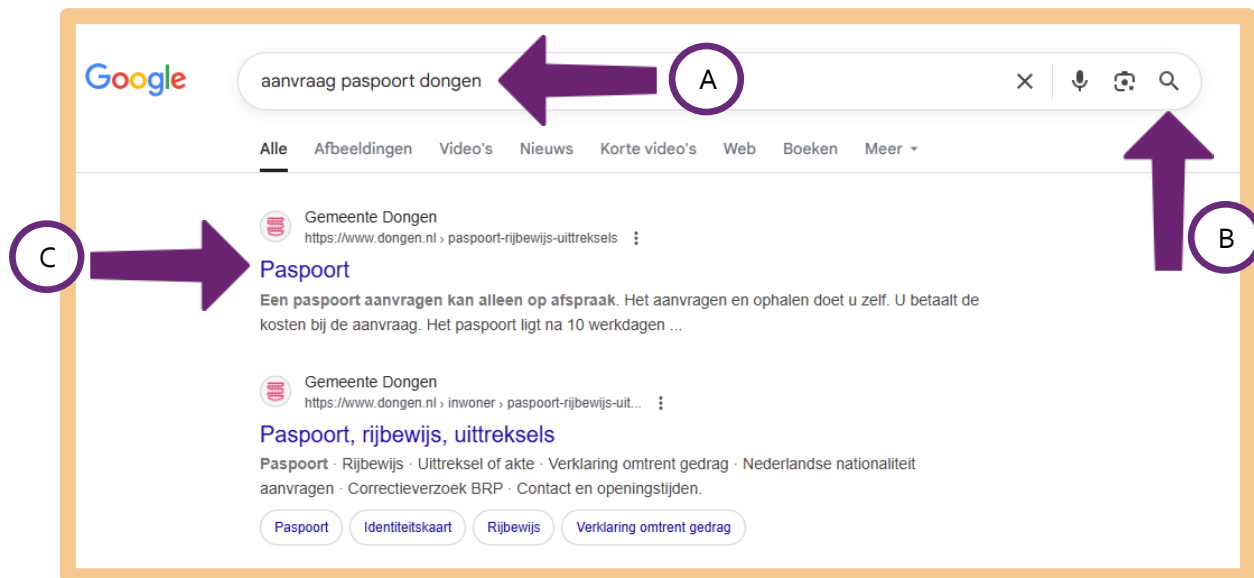 Google
aanvraag paspoort dongen
A
Alle Afbeeldingen Video's Nieuws Korte video's Web Boeken Meer
B
C
Gemeente Dongen
https://www.dongen.nl › paspoort-rijbewijs-uittreksels
Paspoort
Een paspoort aanvragen kan alleen op afspraak. Het aanvragen en ophalen doet u zelf. U betaalt de
kosten bij de aanvraag. Het paspoort ligt na 10 werkdagen ...
Gemeente Dongen
https://www.dongen.nl › inwoner › paspoort-rijbewijs-uit...
Paspoort, rijbewijs, uittreksels
Paspoort · Rijbewijs · Uittreksel of akte · Verklaring omtrent gedrag · Nederlandse nationaliteit
aanvragen · Correctieverzoek BRP · Contact en openingstijden.
Paspoort Identiteitskaart Rijbewijs Verklaring omtrent gedrag